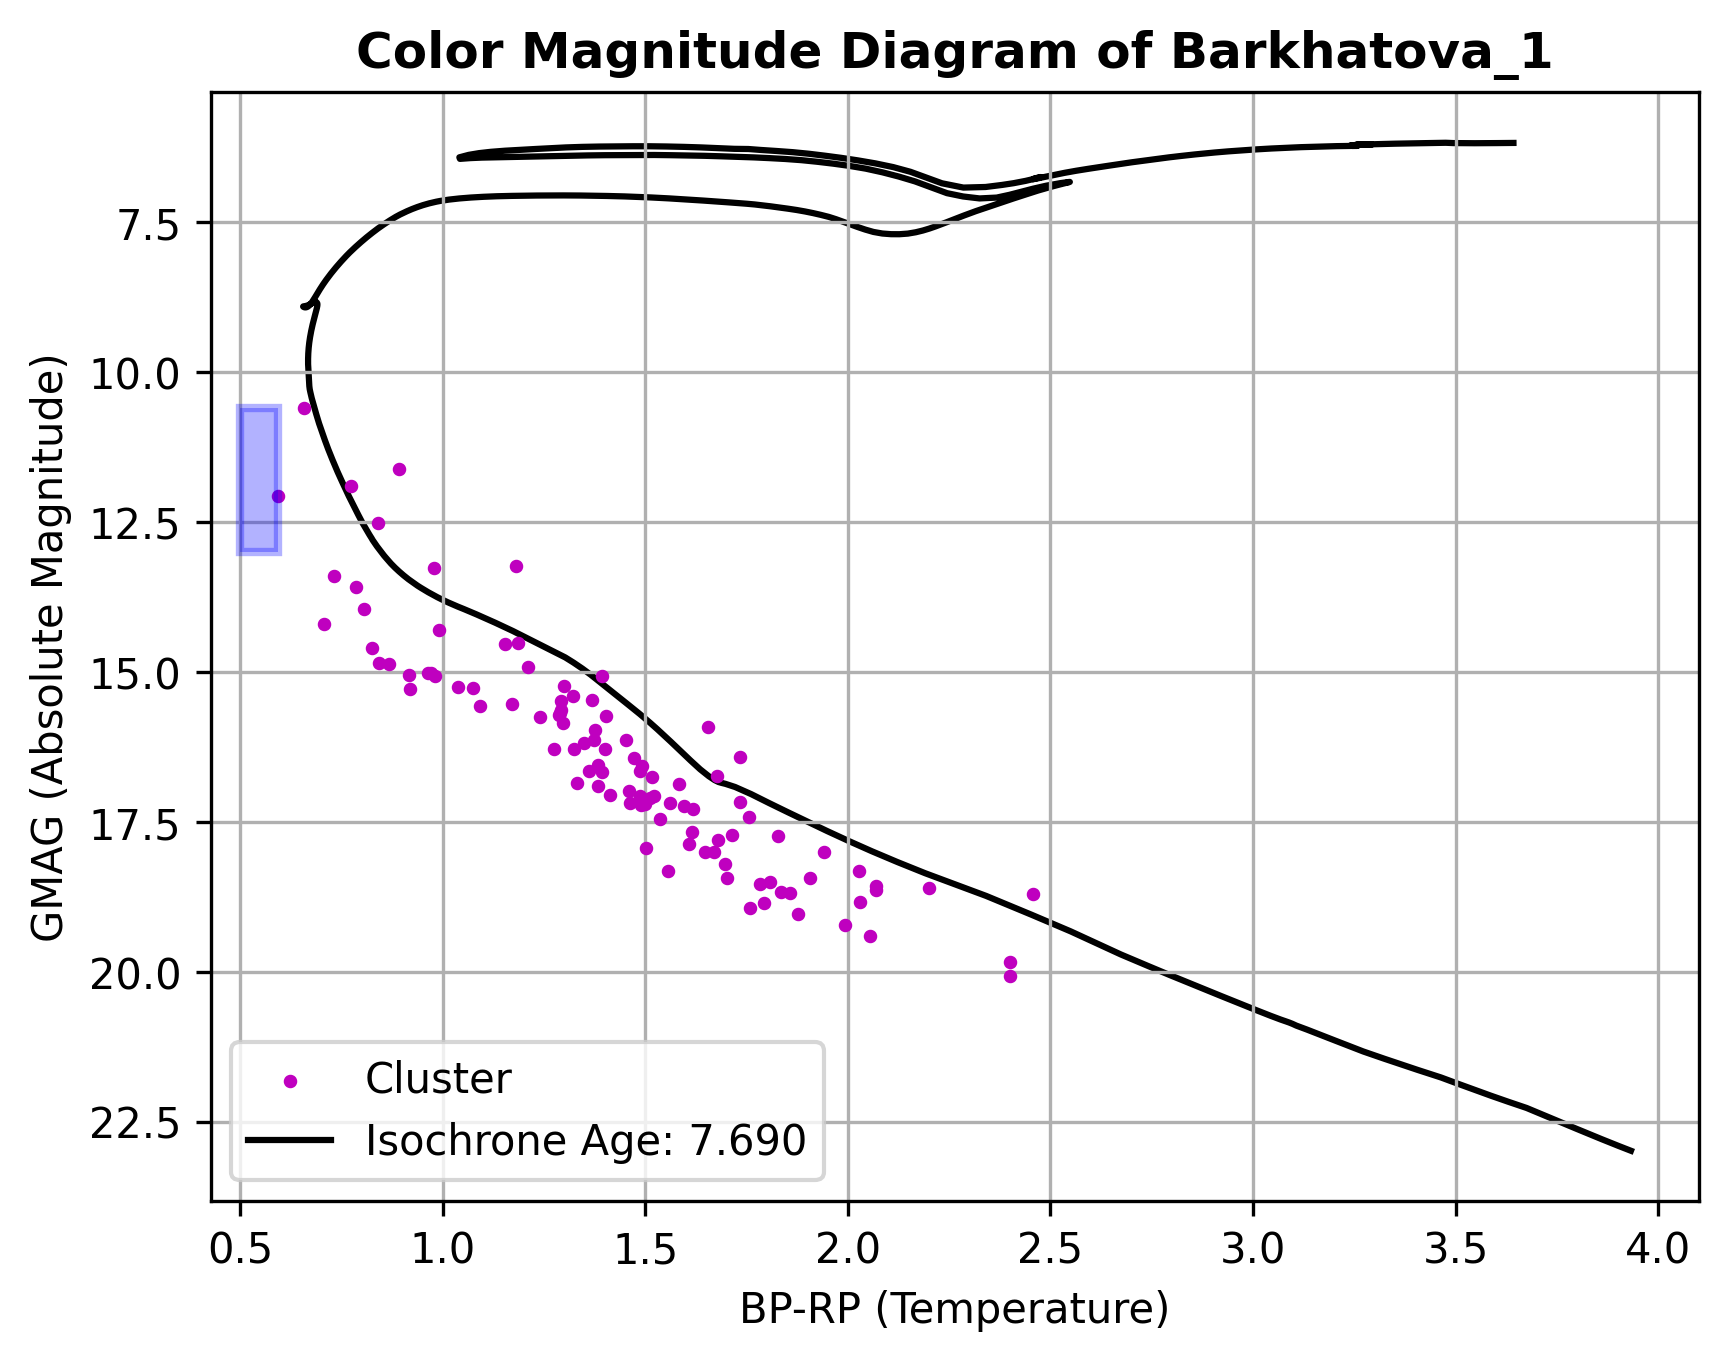 Color Magnitude Diagram of Barkhatova_1
GMAG (Absolute Magnitude)
7.5
10.0
12.5
15.0
17.5
20.0
22.5
Cluster
Isochrone Age: 7.690
0.5 1.0 1.5 2.0 2.5 3.0 3.5 4.0
BP-RP (Temperature)